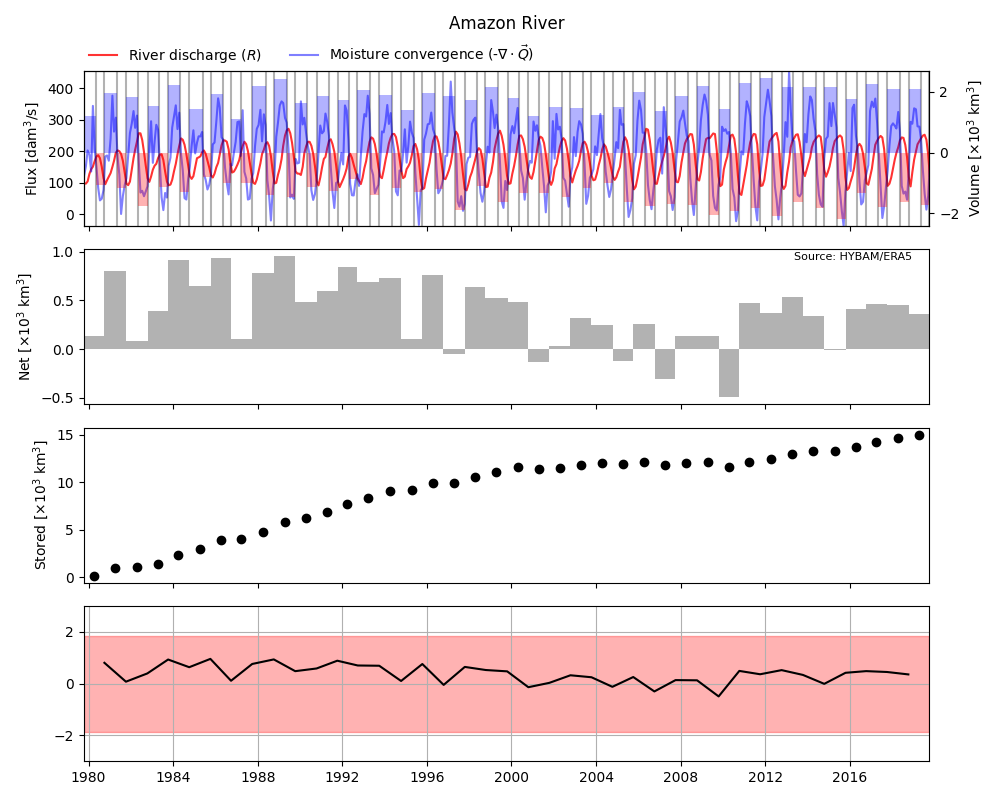 Amazon River
River discharge (R) Moisture convergence (-∇ · Q⃗)
Flux [dam³/s]
400
300
200
100
0
2
0
−2
Volume [×10³ km³]
Source: HYBAM/ERA5
Net [×10³ km³]
1.0
0.5
0.0
−0.5
Stored [×10³ km³]
15
10
5
0
2
0
−2
1980 1984 1988 1992 1996 2000 2004 2008 2012 2016